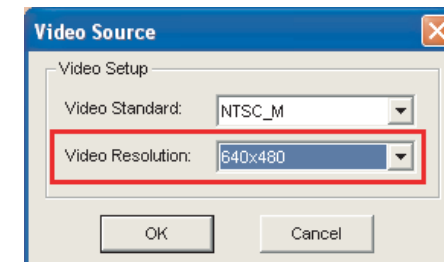 Video Source
Video Setup
Video Standard: NTSC_M
Video Resolution: 640x480
OK Cancel